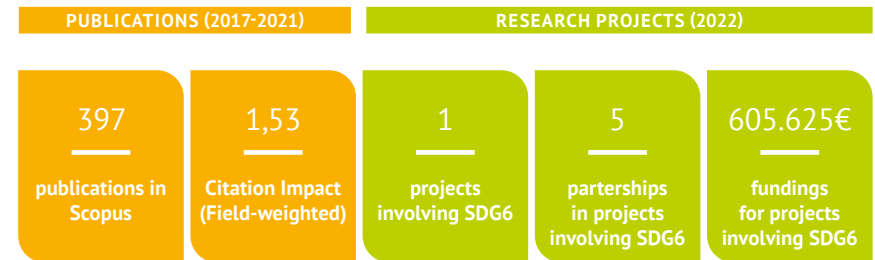 PUBLICATIONS (2017-2021)
RESEARCH PROJECTS (2022)
397
publications in
Scopus
1,53
Citation Impact
(Field-weighted)
1
projects
involving SDG6
5
parterships
in projects
involving SDG6
605.625€
fundings
for projects
involving SDG6